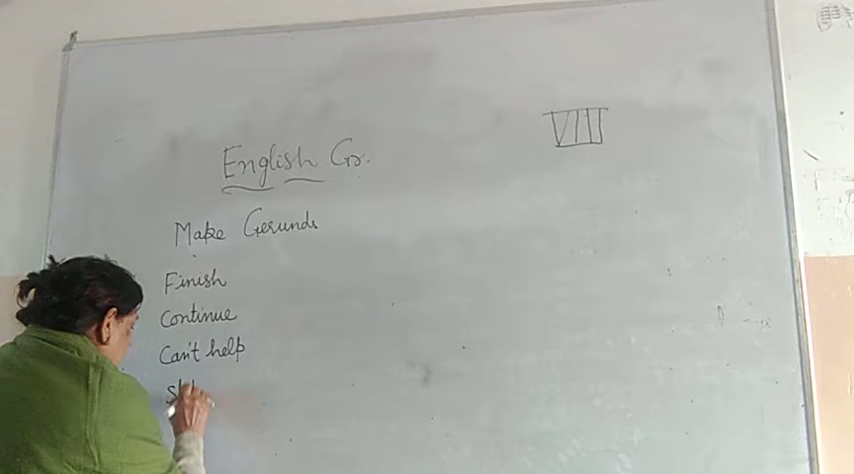 VIII
English Gr.
Make Gerunds
Finish
Continue
Can't help